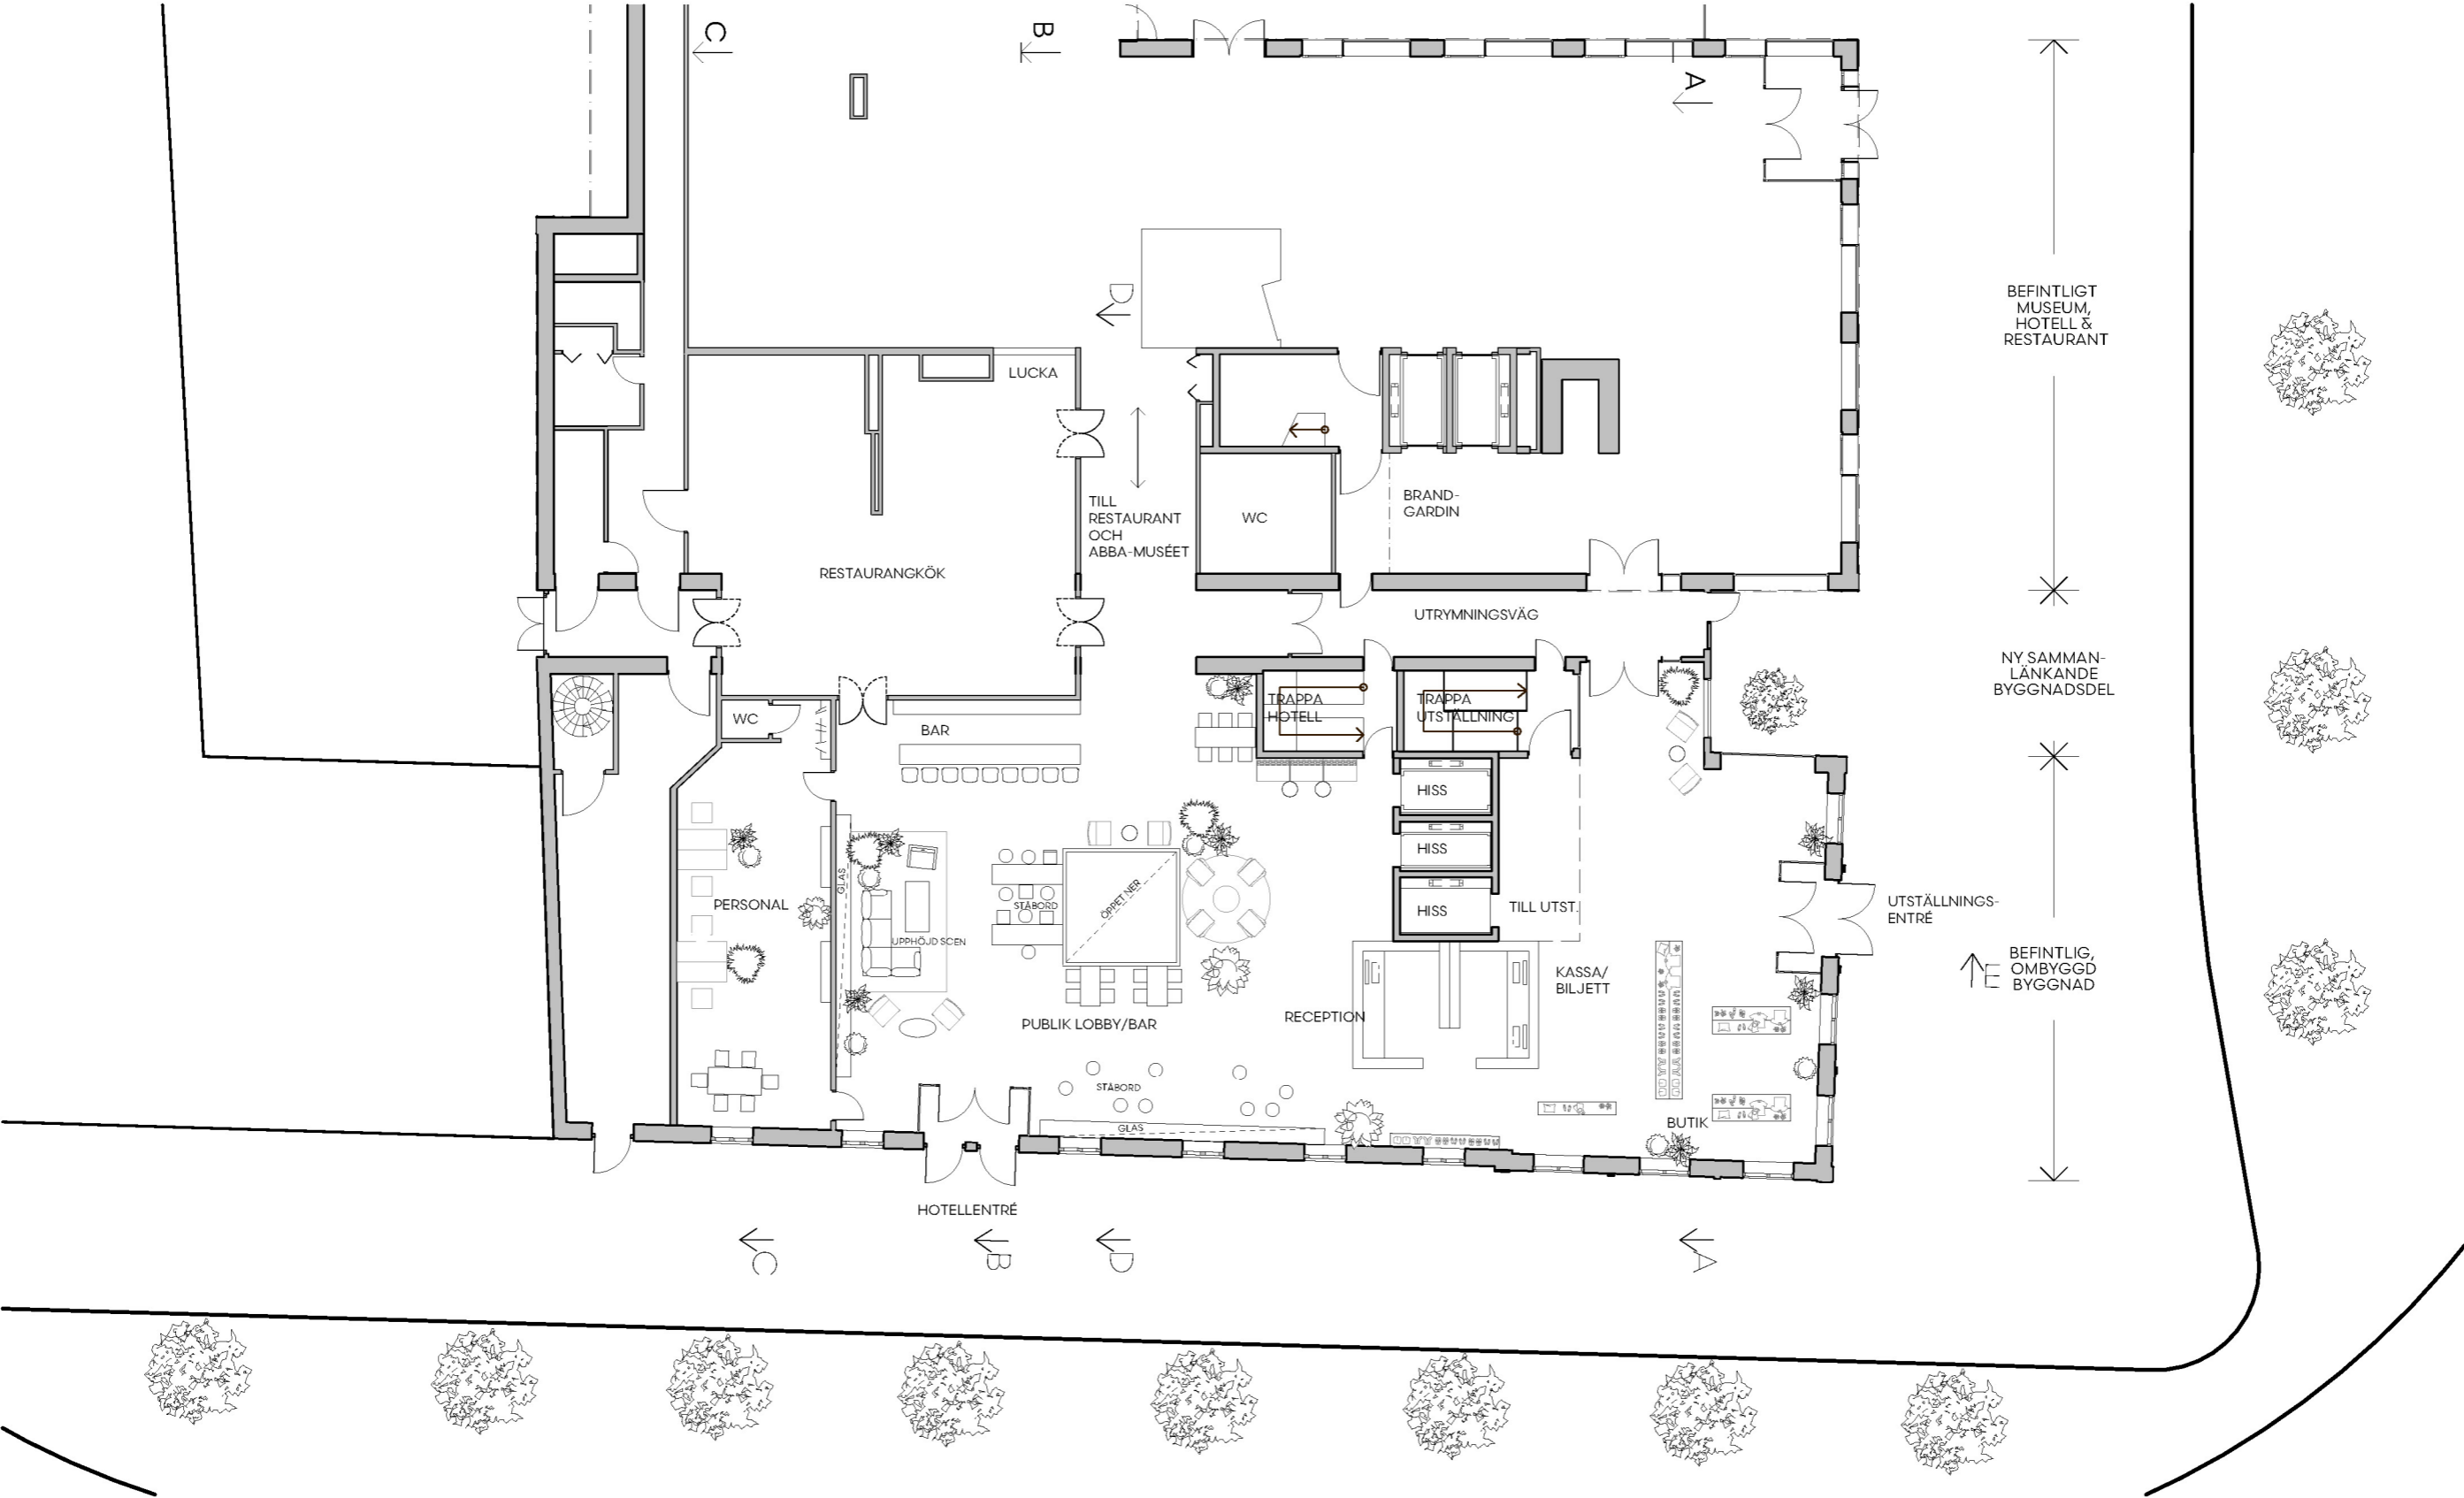 C
B
A
BEFINTLIGT
MUSEUM,
HOTELL &
RESTAURANT
D
LUCKA
TILL
RESTAURANT
OCH
ABBA-MUSÉET
WC
BRAND-
GARDIN
RESTAURANGKÖK
UTRYMNINGSVÄG
NY SAMMAN-
LÄNKANDE
BYGGNADSDEL
WC
BAR
TRAPPA
HOTELL
TRAPPA
UTSTÄLLNING
HISS
HISS
HISS
GLAS
PERSONAL
UPPHÖJD SCEN
STÅBORD
ÖPPET NER
TILL UTST.
UTSTÄLLNINGS-
ENTRÉ
E
BEFINTLIG,
OMBYGGD
BYGGNAD
KASSA/
BILJETT
RECEPTION
PUBLIK LOBBY/BAR
STÅBORD
GLAS
BUTIK
HOTELLENTRÉ
C
B
D
A